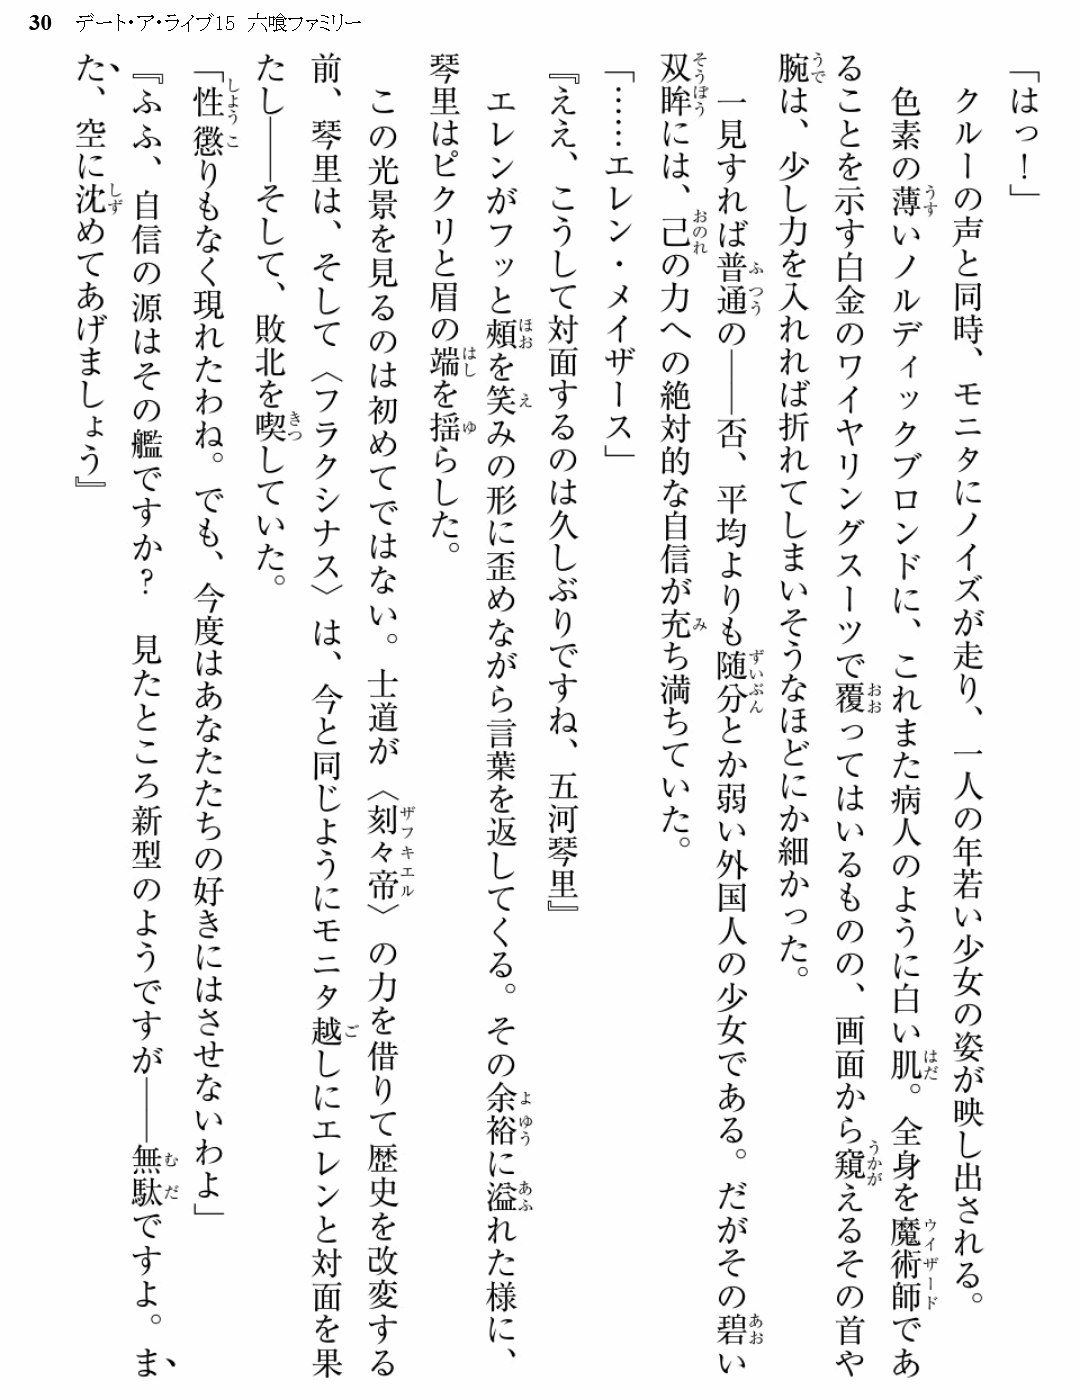 30 デート・ア・ライブ15 六喰ファミリー
「はっ！」
クルーの声と同時、モニタにノイズが走り、一人の年若い少女の姿が映し出される。
色素の薄いノルディックブロンドに、これまた病人のように白い肌。全身を魔術師であ
ることを示す白金のワイヤリングスーツで覆ってはいるものの、画面から窺えるその首や
腕は、少し力を入れれば折れてしまいそうなほどにか細かった。
一見すれば普通の――否、平均よりも随分とか弱い外国人の少女である。だがその碧い
双眸には、己の力への絶対的な自信が充ち満ちていた。
「……エレン・メイザース」
『ええ、こうして対面するのは久しぶりですね、五河琴里』
エレンがフッと頰を笑みの形に歪めながら言葉を返してくる。その余裕に溢れた様に、
琴里はピクリと眉の端を揺らした。
この光景を見るのは初めてではない。士道が〈刻々帝〉の力を借りて歴史を改変する
前、琴里は、そして〈フラクシナス〉は、今と同じようにモニタ越しにエレンと対面を果
たし――そして、敗北を喫していた。
「性懲りもなく現れたわね。でも、今度はあなたたちの好きにはさせないわよ」
『ふふ、自信の源はその艦ですか？　見たところ新型のようですが――無駄ですよ。ま
た、空に沈めてあげましょう』